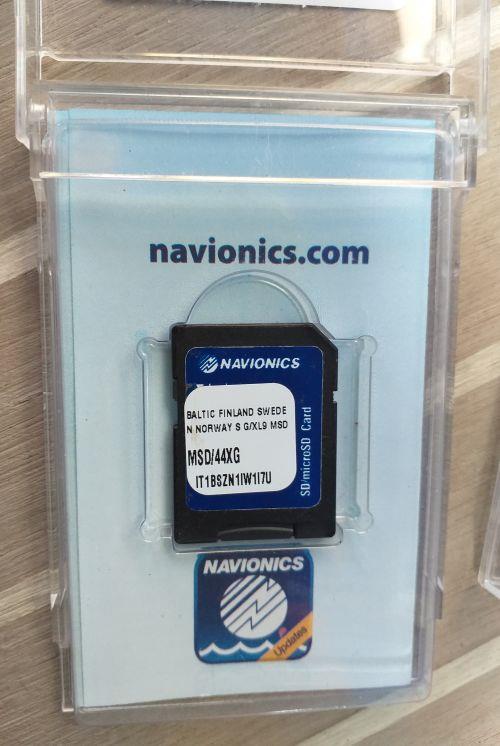 navionics.com
NAVIONICS
BALTIC FINLAND SWEDE
N NORWAY S G/XL9 MSD
MSD/44XG
IT1BSZN1IW1I7U
SD/microSD Card
NAVIONICS
Updates